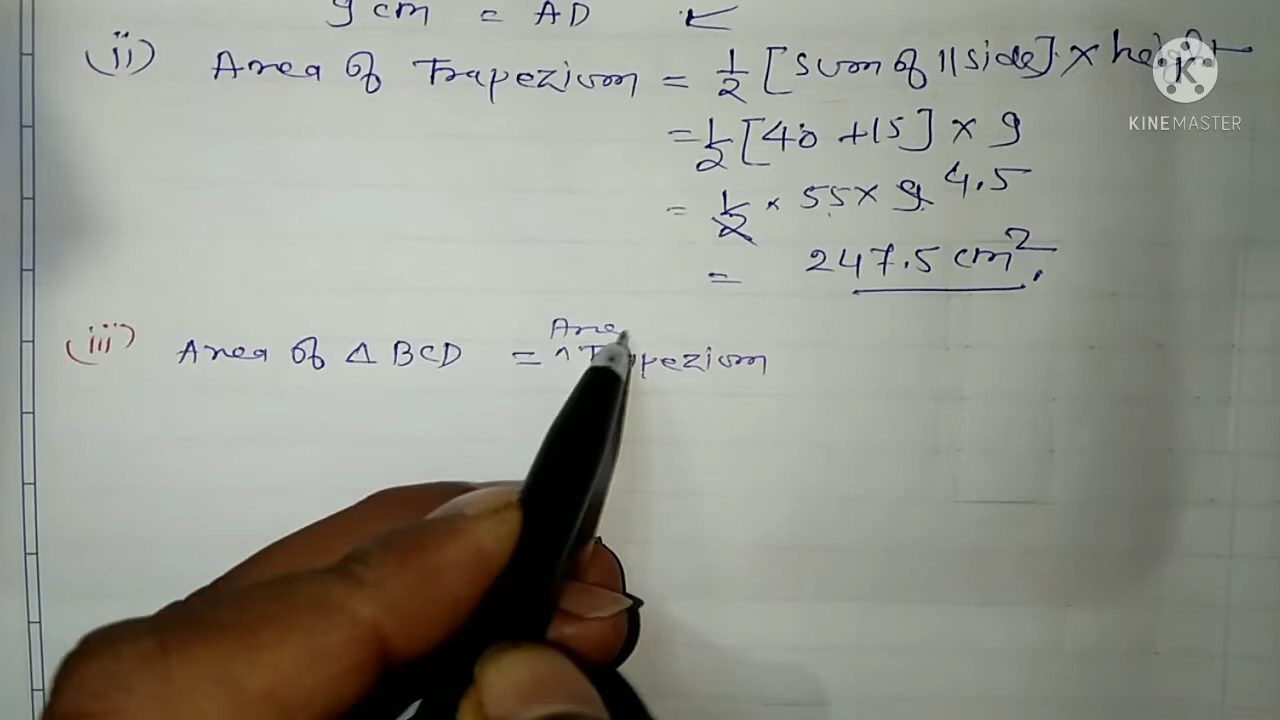 9 cm = AD
(ii) Area of Trapezium = 1/2 [Sum of || side] × height
= 1/2 [40 + 15] × 9
= 1/2 × 55 × 9 4.5
= 247.5 cm².
KINEMASTER
(iii) Area of Δ BCD = ^ Trapezium
Area